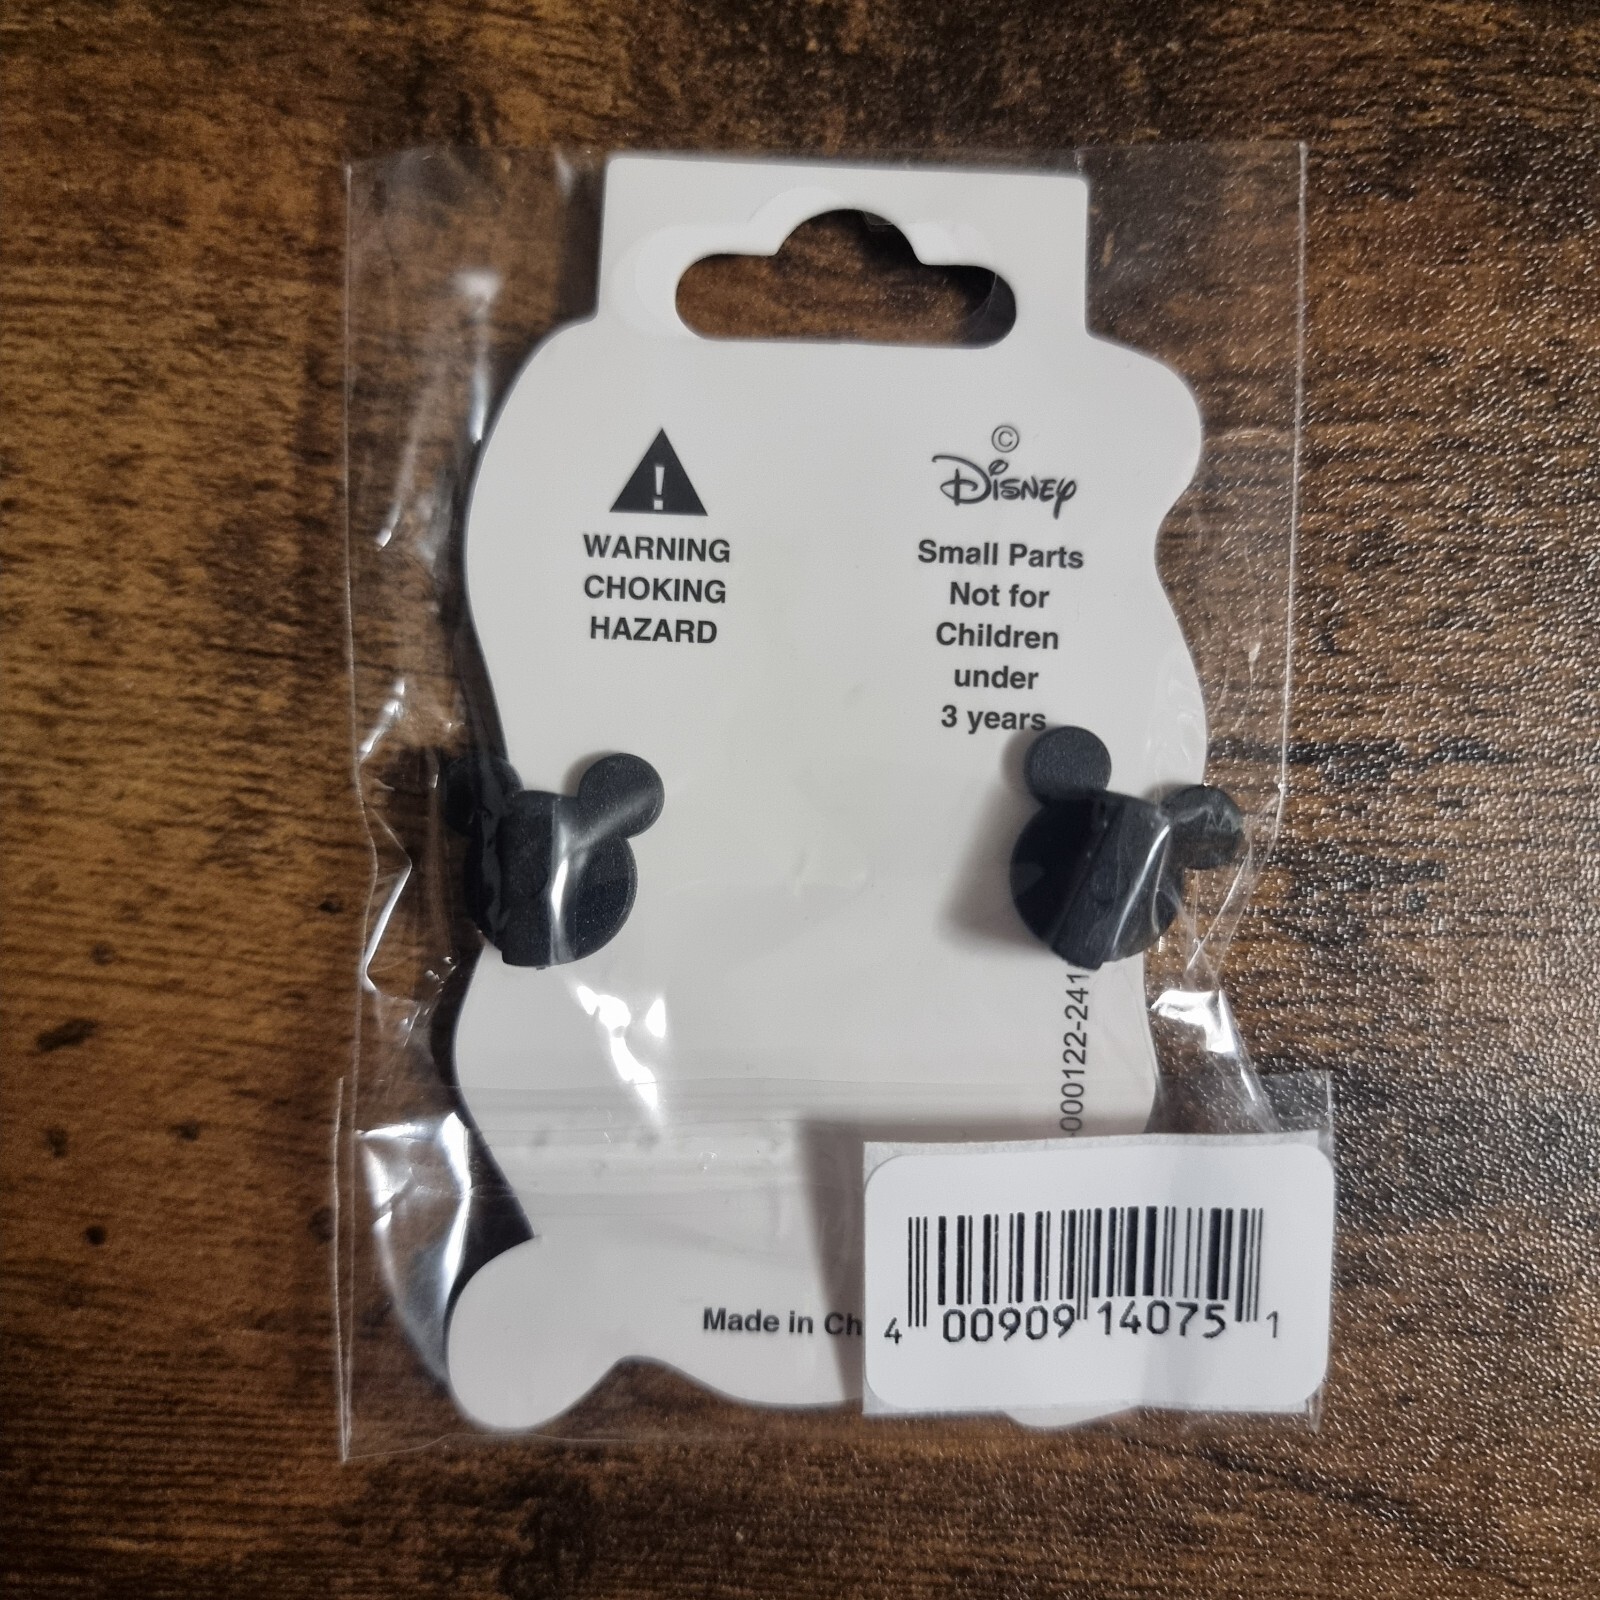 !
WARNING
CHOKING
HAZARD
©
Disney
Small Parts
Not for
Children
under
3 years
-000122-241
Made in
4 00909 14075 1